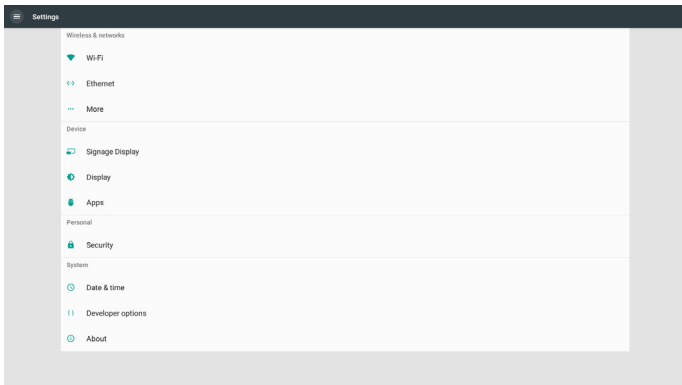 Settings
Wireless & networks
Wi-Fi
Ethernet
More
Device
Signage Display
Display
Apps
Personal
Security
System
Date & time
Developer options
About